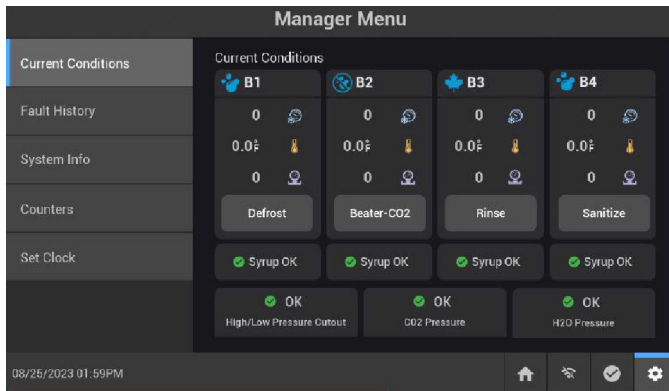 Manager Menu
Current Conditions
Fault History
System Info
Counters
Set Clock
Current Conditions
B1 B2 B3 B4
0 0 0 0
0.0°F 0.0°F 0.0°F 0.0°F
0 0 0 0
Defrost Beater-CO2 Rinse Sanitize
Syrup OK Syrup OK Syrup OK Syrup OK
OK OK OK
High/Low Pressure Cutout CO2 Pressure H2O Pressure
08/25/2023 01:59PM